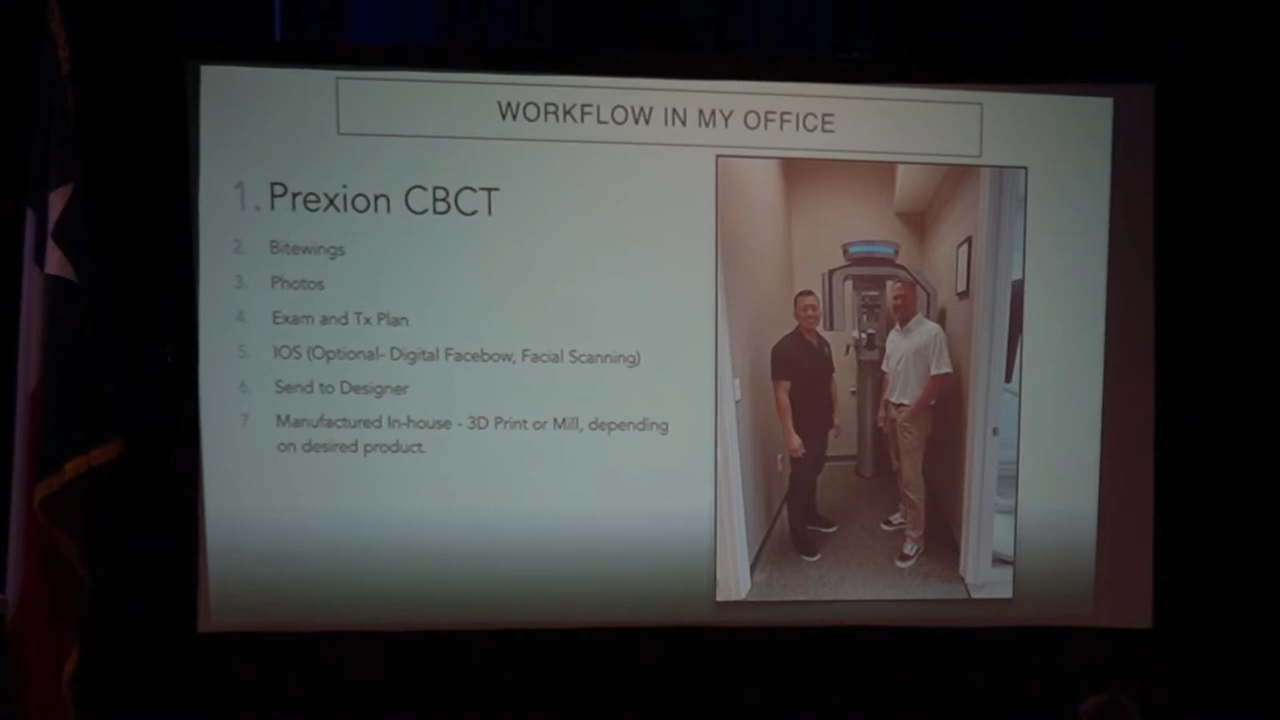 WORKFLOW IN MY OFFICE
1. Prexion CBCT
2. Bitewings
3. Photos
4. Exam and Tx Plan
5. IOS (Optional- Digital Facebow, Facial Scanning)
6. Send to Designer
7. Manufactured In-house - 3D Print or Mill, depending
on desired product.